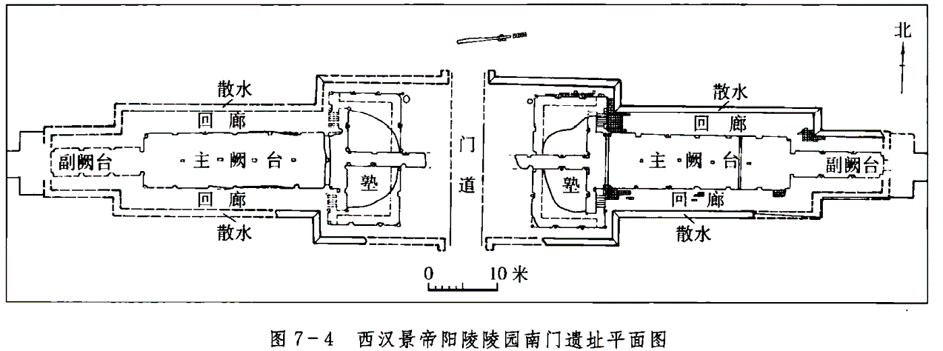 北
散水
散水
回廊
回廊
副阙台
主阙台
塾
门道
塾
主阙台
副阙台
回廊
回廊
散水
散水
0 10米
图7-4 西汉景帝阳陵陵园南门遗址平面图